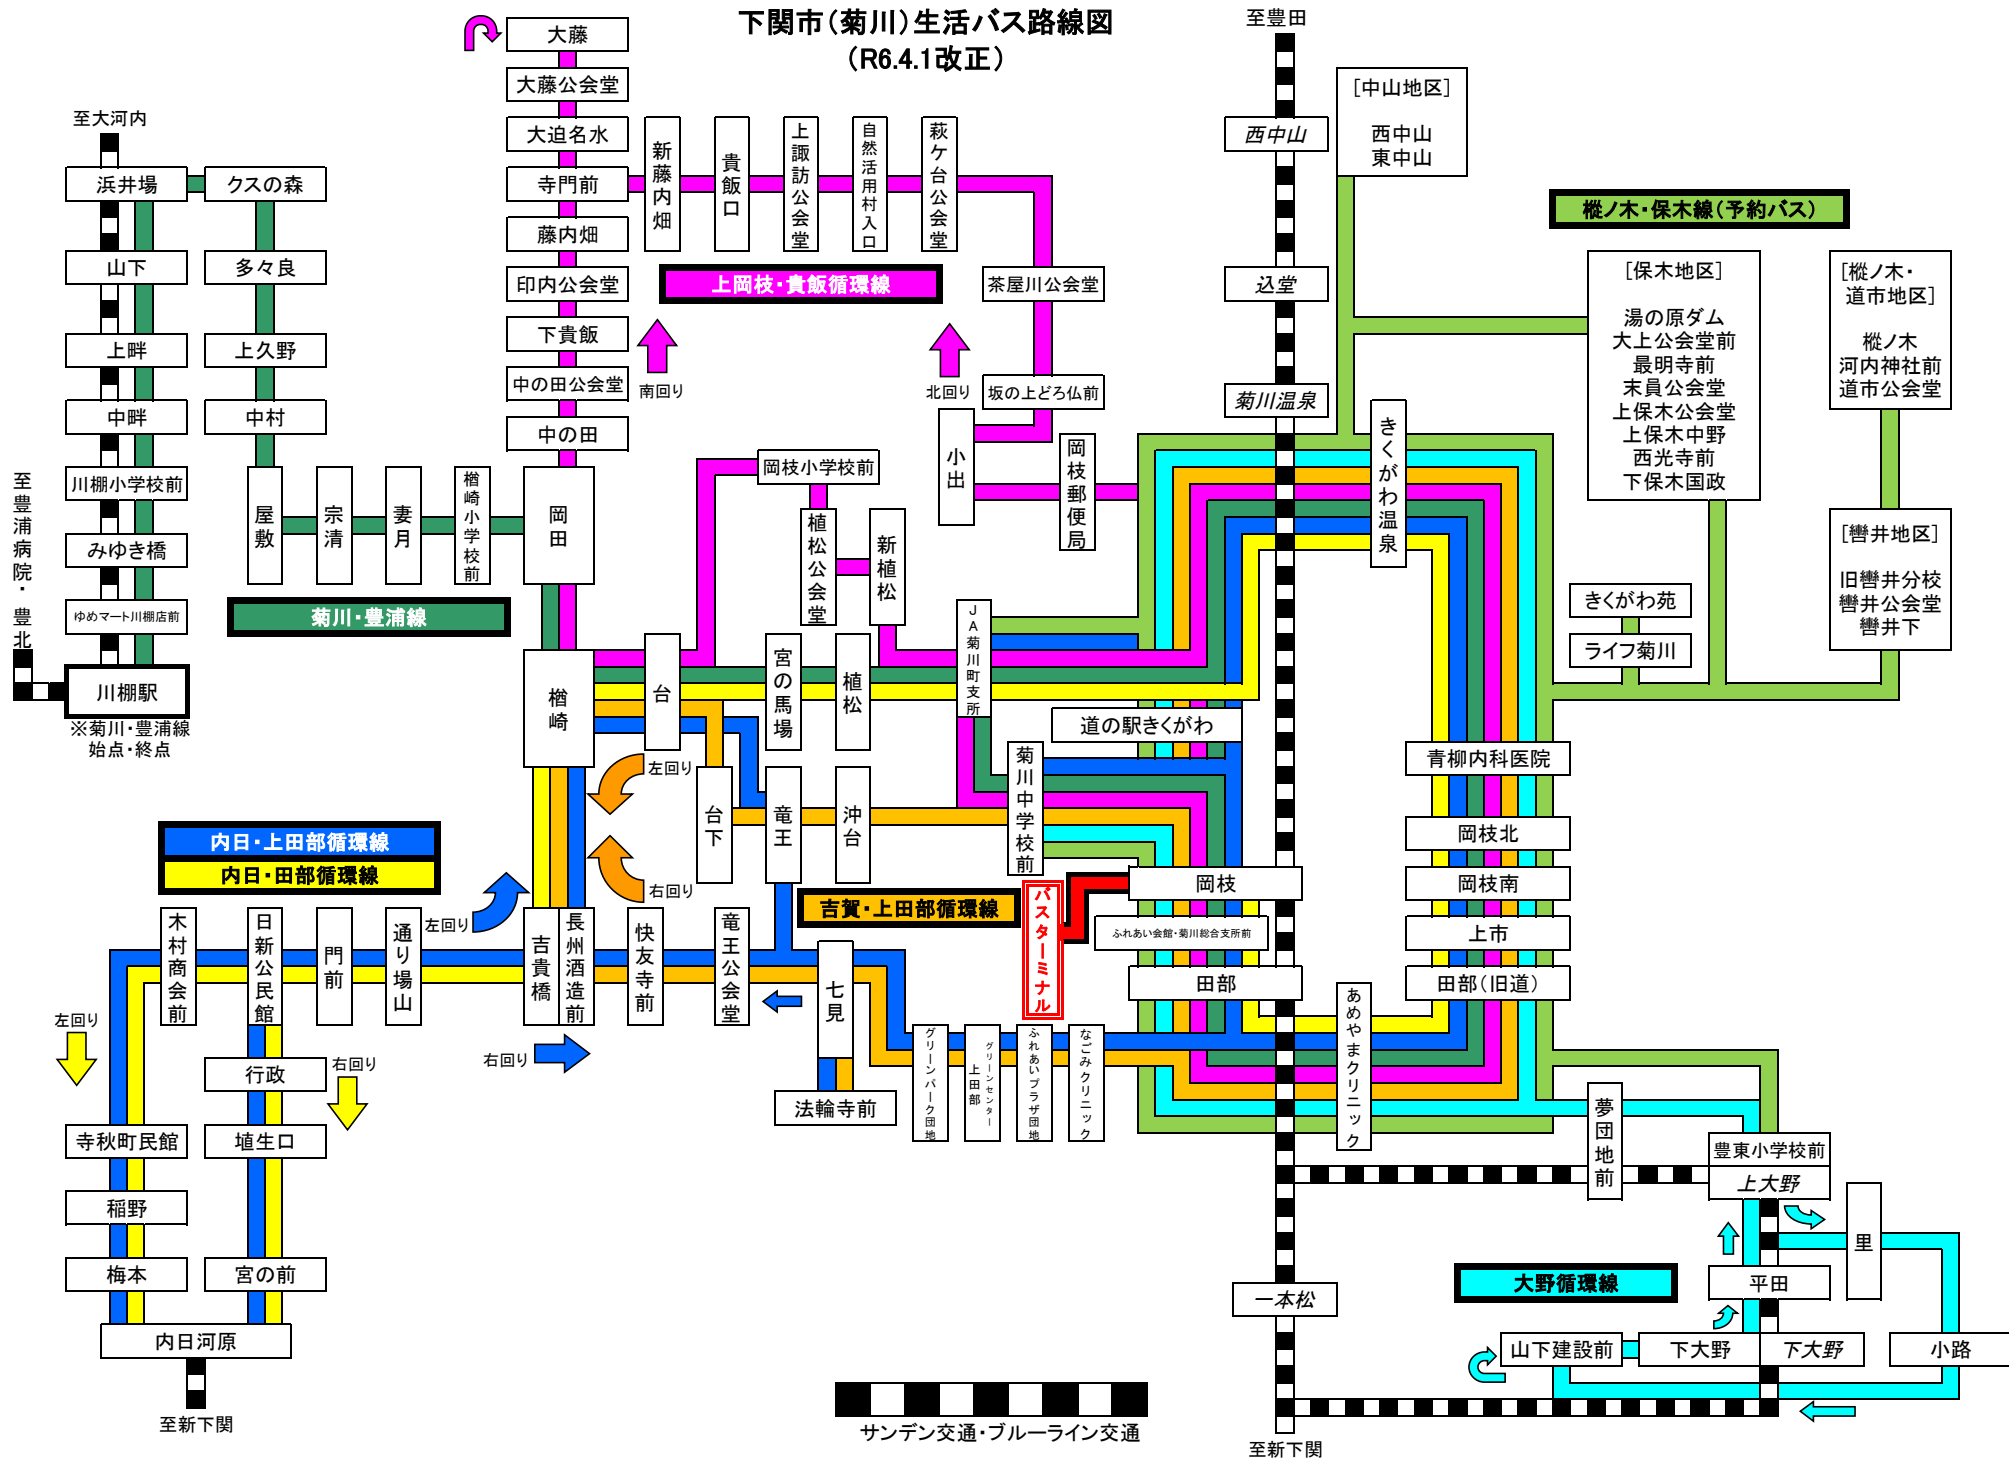 下関市(菊川)生活バス路線図
(R6.4.1改正)
至豊田
大藤
大藤公会堂
大迫名水
寺門前
藤内畑
印内公会堂
下貴飯
中の田公会堂
中の田
岡田
新藤内畑
貴飯口
上諏訪公会堂
自然活用村入口
萩ケ台公会堂
上岡枝・貴飯循環線
南回り
北回り
茶屋川公会堂
坂の上どろ仏前
小出
岡枝郵便局
西中山
込堂
菊川温泉
きくがわ温泉
[中山地区]
西中山
東中山
樅ノ木・保木線(予約バス)
[保木地区]
湯の原ダム
大上公会堂前
最明寺前
末員公会堂
上保木公会堂
上保木中野
西光寺前
下保木国政
[樅ノ木・
道市地区]
樅ノ木
河内神社前
道市公会堂
[轡井地区]
旧轡井分校
轡井公会堂
轡井下
きくがわ苑
ライフ菊川
至大河内
浜井場
クスの森
山下
多々良
上畔
上久野
中畔
中村
川棚小学校前
みゆき橋
ゆめマート川棚店前
至豊浦病院・豊北
川棚駅
※菊川・豊浦線
始点・終点
屋敷
宗清
妻月
楢崎小学校前
菊川・豊浦線
岡枝小学校前
植松公会堂
新植松
JA菊川町支所
楢崎
台
宮の馬場
植松
道の駅きくがわ
菊川中学校前
左回り
右回り
台下
竜王
沖台
青柳内科医院
岡枝北
岡枝南
上市
田部(旧道)
内日・上田部循環線
内日・田部循環線
吉賀・上田部循環線
バスターミナル
岡枝
ふれあい会館・菊川総合支所前
田部
左回り
木村商会前
日新公民館
門前
通り場山
吉貴橋
長州酒造前
快友寺前
竜王公会堂
七見
法輪寺前
グリーンパーク団地
グリーンセンター
上田部
ふれあいプラザ団地
なごみクリニック
あめやまクリニック
左回り
右回り
右回り
行政
寺秋町民館
埴生口
稲野
梅本
宮の前
内日河原
至新下関
夢団地前
豊東小学校前
上大野
里
平田
大野循環線
一本松
山下建設前
下大野
下大野
小路
サンデン交通・ブルーライン交通
至新下関